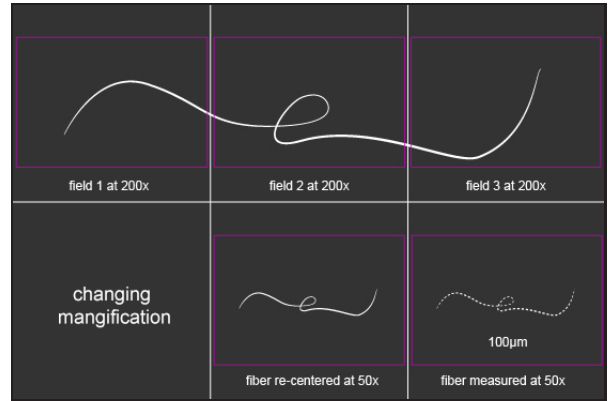 field 1 at 200x
field 2 at 200x
field 3 at 200x
changing
mangification
100µm
fiber re-centered at 50x
fiber measured at 50x